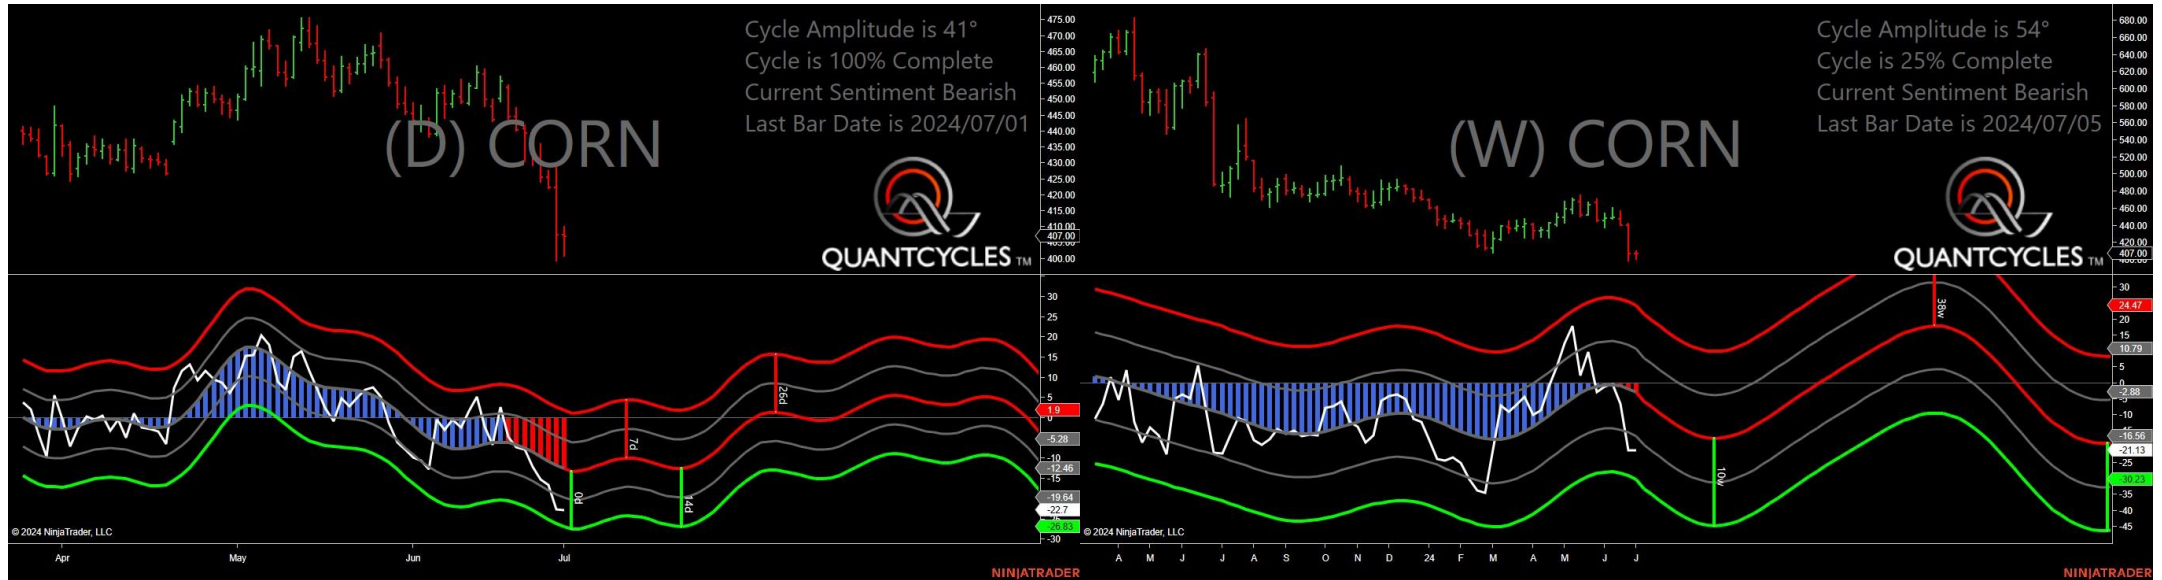 Cycle Amplitude is 41°
Cycle is 100% Complete
Current Sentiment Bearish
Last Bar Date is 2024/07/01
(D) CORN
QUANTCYCLES TM
475.00
470.00
465.00
460.00
455.00
450.00
445.00
440.00
435.00
430.00
425.00
420.00
415.00
410.00
407.00
400.00
30
25
20
15
10
5
0
1.9
-5.28
-10
-12.46
-15
-19.64
-22.7
-26.83
-30
7d
26d
0d
14d
© 2024 NinjaTrader, LLC
Apr
May
Jun
Jul
NINJATRADER
Cycle Amplitude is 54°
Cycle is 25% Complete
Current Sentiment Bearish
Last Bar Date is 2024/07/05
(W) CORN
QUANTCYCLES TM
680.00
660.00
640.00
620.00
600.00
580.00
560.00
540.00
520.00
500.00
480.00
460.00
440.00
420.00
407.00
30
24.47
20
15
10.79
5
0
-2.88
-10
-16.56
-21.13
-25
-30.23
-35
-40
-45
38w
10w
© 2024 NinjaTrader, LLC
A
M
J
J
A
S
O
N
D
24
F
M
A
M
J
J
NINJATRADER